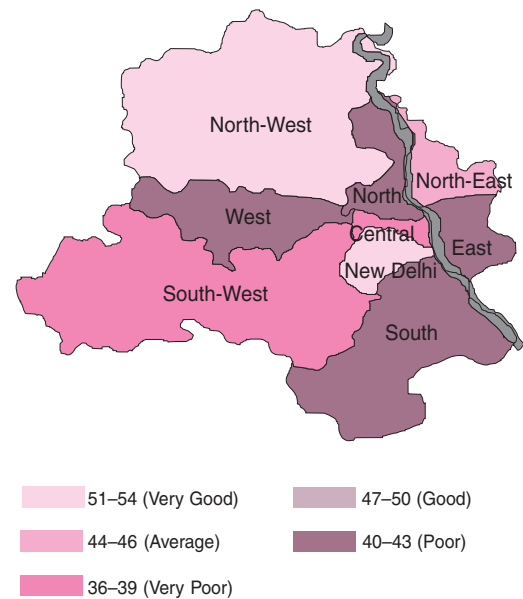 North-West
North-East
North
West
Central
East
New Delhi
South-West
South
51–54 (Very Good)
47–50 (Good)
44–46 (Average)
40–43 (Poor)
36–39 (Very Poor)